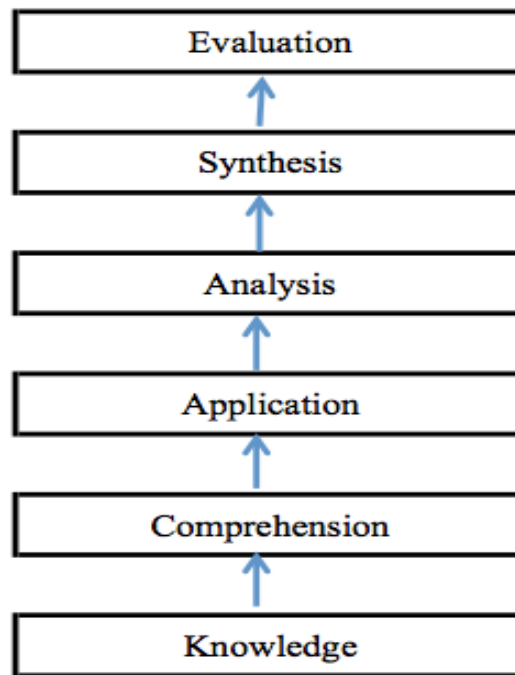 Evaluation
Synthesis
Analysis
Application
Comprehension
Knowledge